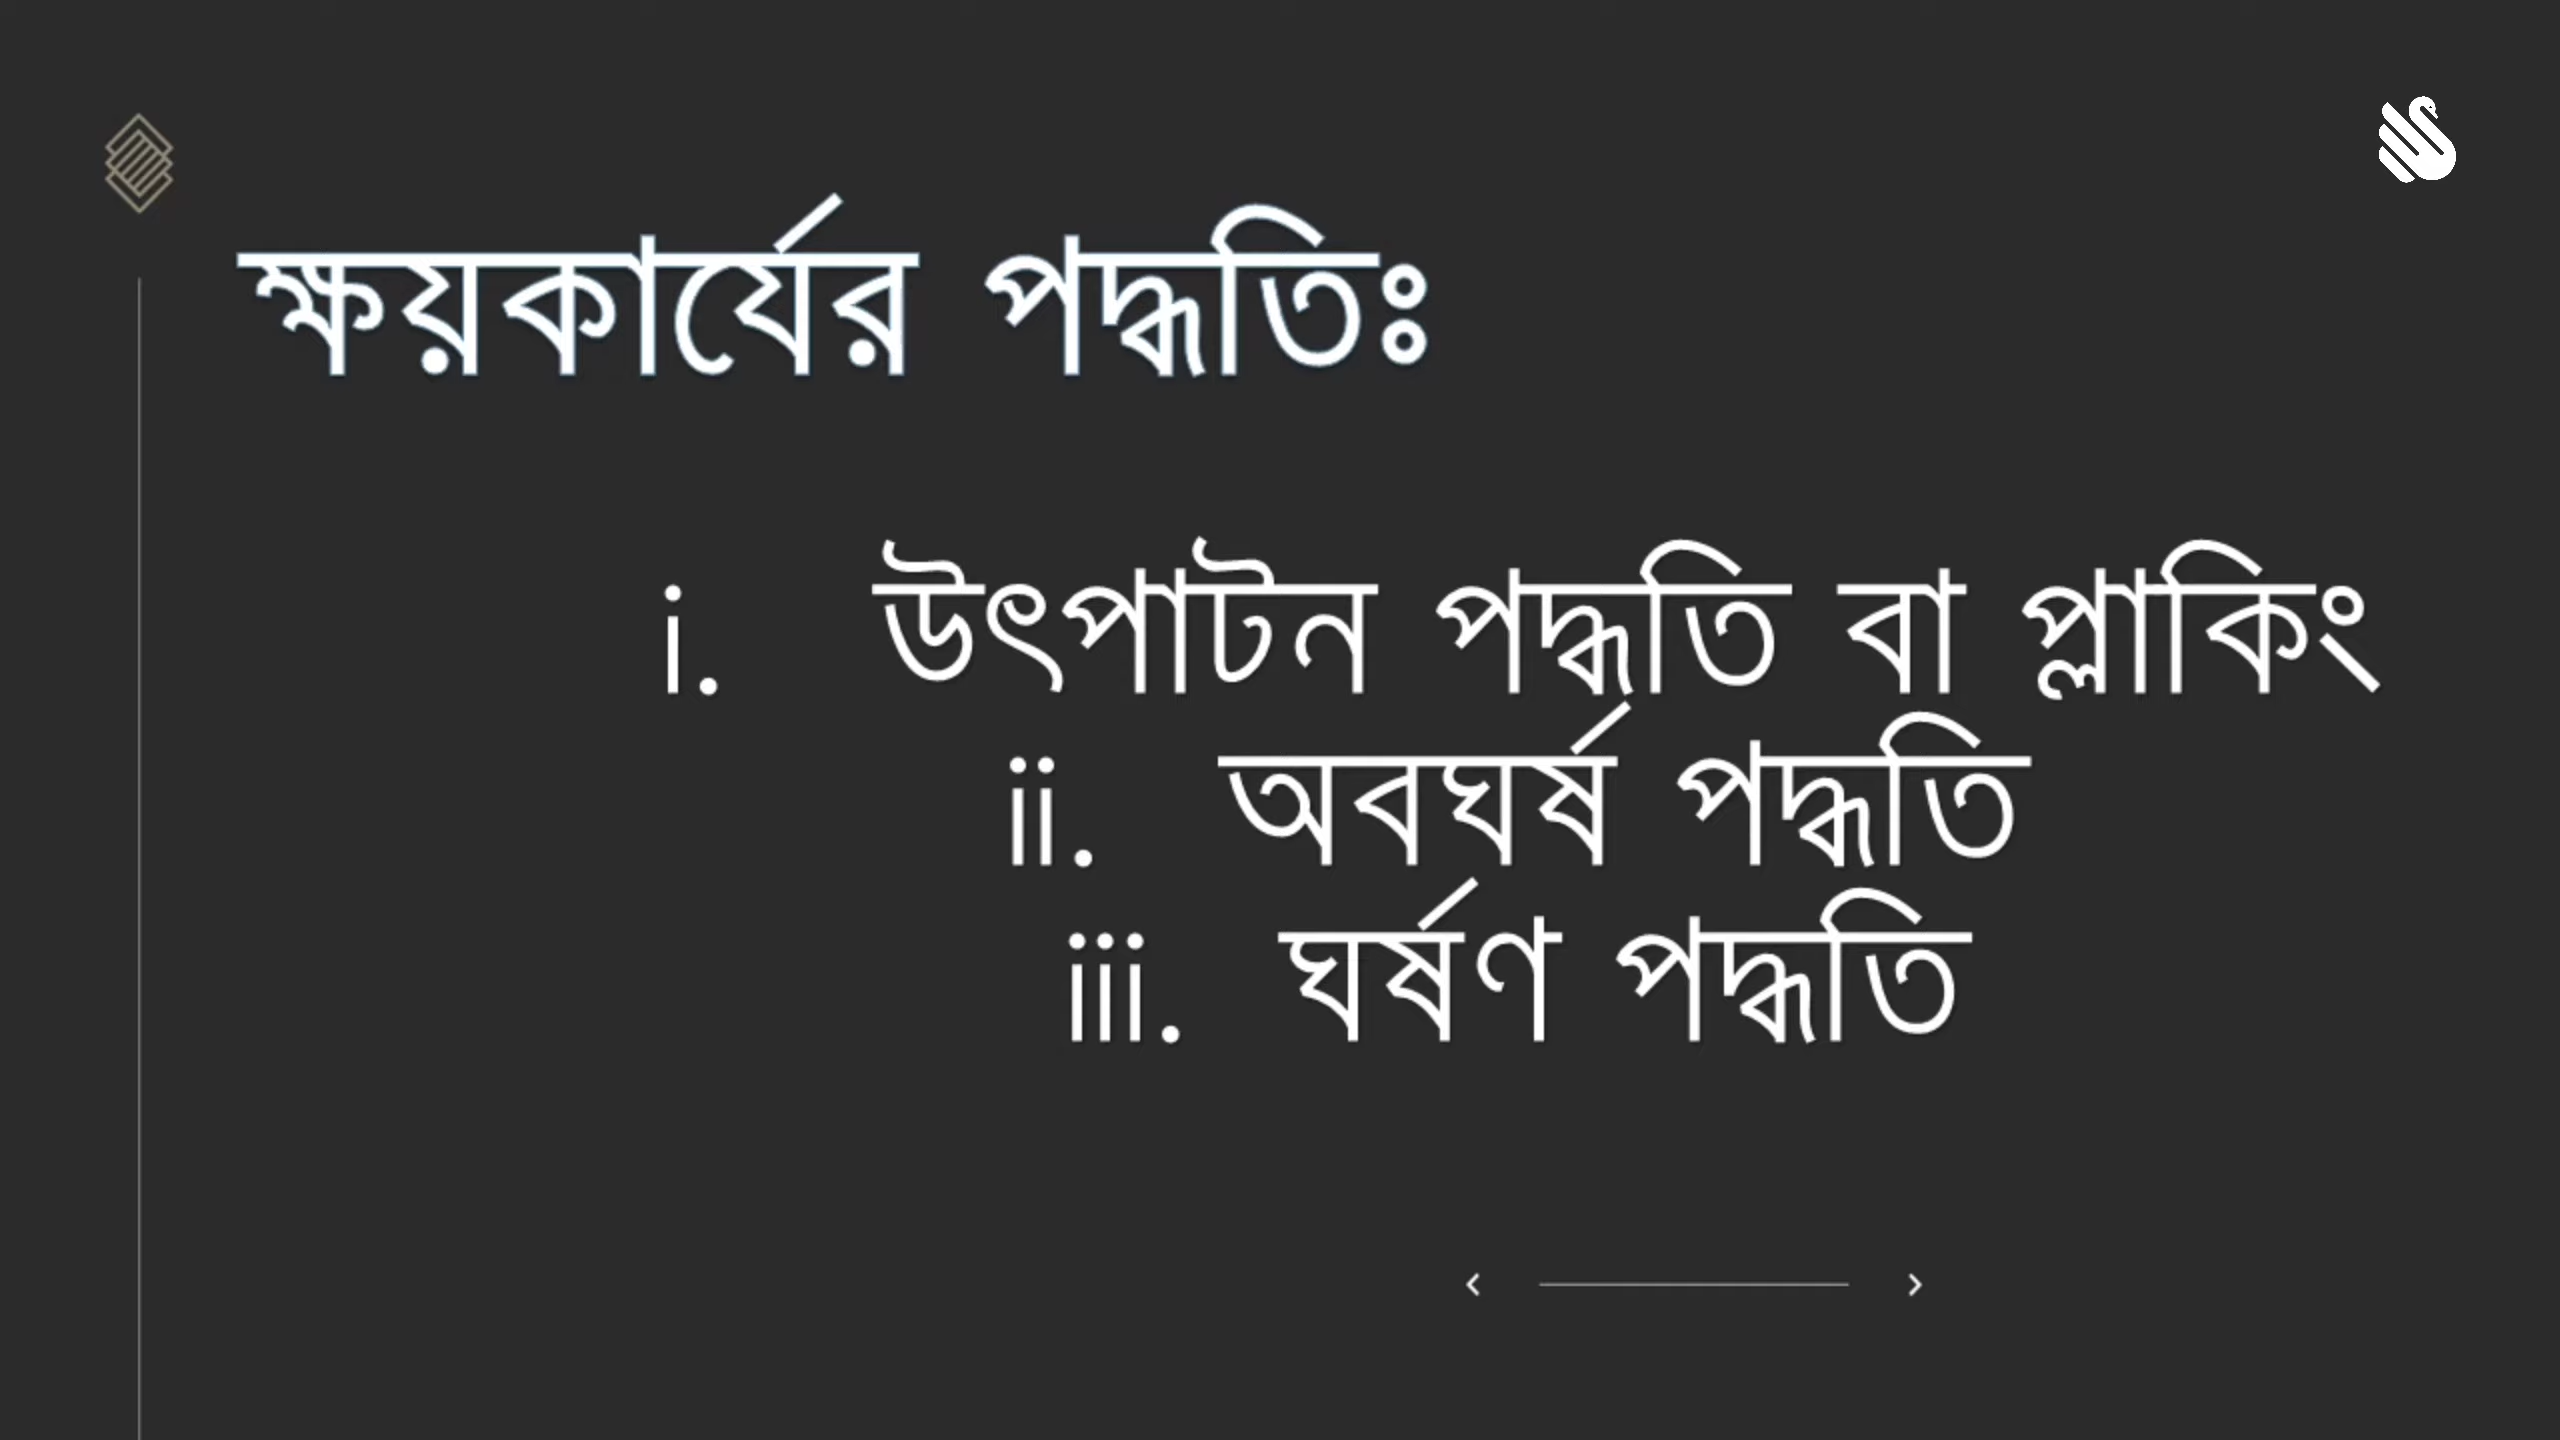 ক্ষয়কার্যের পদ্ধতিঃ
i. উৎপাটন পদ্ধতি বা প্লাকিং
ii. অবঘর্ষ পদ্ধতি
iii. ঘর্ষণ পদ্ধতি